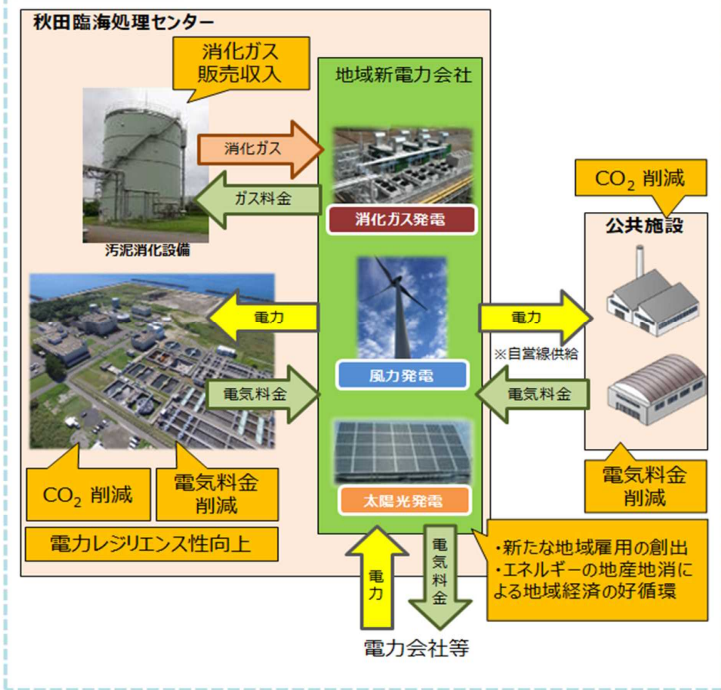 秋田臨海処理センター
消化ガス
販売収入
地域新電力会社
消化ガス
ガス料金
消化ガス発電
汚泥消化設備
CO₂ 削減
公共施設
電力
電力
※自営線供給
風力発電
電気料金
電気料金
太陽光発電
CO₂ 削減
電気料金
削減
電気料金
削減
電力レジリエンス性向上
電力
電気料金
・新たな地域雇用の創出
・エネルギーの地産地消に
よる地域経済の好循環
電力会社等